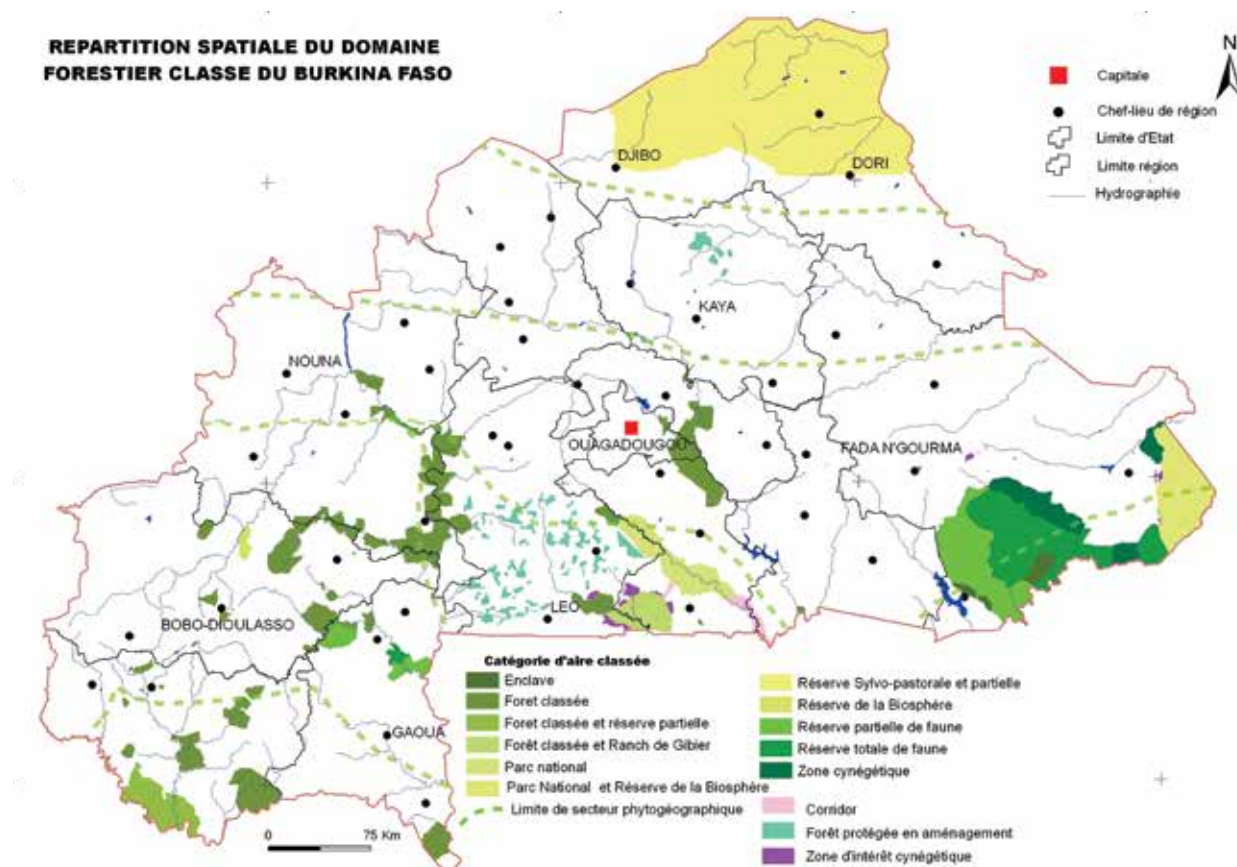 REPARTITION SPATIALE DU DOMAINE
FORESTIER CLASSE DU BURKINA FASO
N
Capitale
Chef-lieu de région
Limite d'Etat
Limite région
Hydrographie
DJIBO
DORI
KAYA
NOUNA
OUAGADOUGOU
FADA N'GOURMA
LEO
BOBO-DIOULASSO
GAOUA
Catégorie d'aire classée
Enclave
Foret classée
Foret classée et réserve partielle
Forêt classée et Ranch de Gibier
Parc national
Parc National et Réserve de la Biosphère
Limite de secteur phytogéographique
Réserve Sylvo-pastorale et partielle
Réserve de la Biosphère
Réserve partielle de faune
Réserve totale de faune
Zone cynégétique
Corridor
Forêt protégée en aménagement
Zone d'intérêt cynégétique
0 75 Km